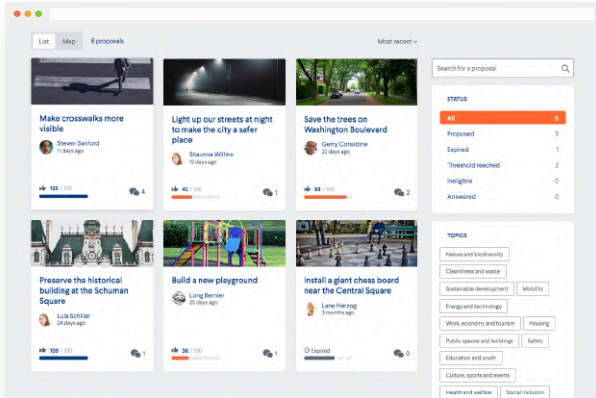 List Map 6 proposals Most recent
Make crosswalks more
visible
Steven Sanford
11 days ago
/ 100 4
Light up our streets at night
to make the city a safer
place
Shaunna Willms
12 days ago
42 / 100 1
Save the trees on
Washington Boulevard
Gerry Considine
22 days ago
/ 100 2
Preserve the historical
building at the Schuman
Square
Lula Schiller
24 days ago
109 / 100 1
Build a new playground
Long Bernier
25 days ago
36 / 100 1
Install a giant chess board
near the Central Square
Lane Herzog
3 months ago
Expired 0
Search for a proposal
STATUS
All 6
Proposed 3
Expired 1
Threshold reached 2
Ineligible 0
Answered 0
TOPICS
Nature and biodiversity
Cleanliness and waste
Sustainable development Mobility
Energy and technology
Work, economy and tourism Housing
Public spaces and buildings Safety
Education and youth
Culture, sports and events
Health and welfare Social inclusion